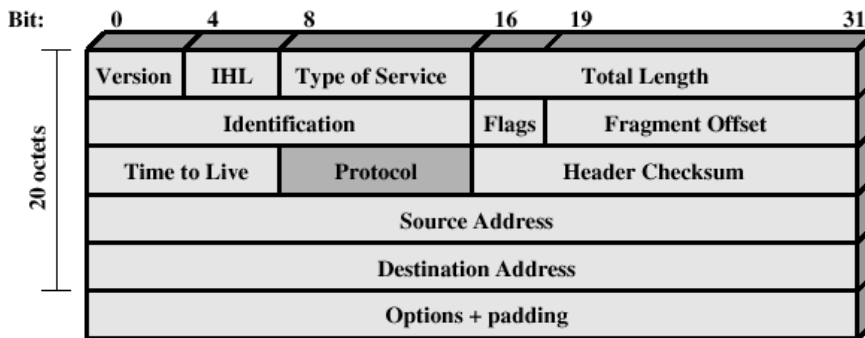 Bit: 0 4 8 16 19 31
Version IHL Type of Service Total Length
Identification Flags Fragment Offset
Time to Live Protocol Header Checksum
Source Address
Destination Address
Options + padding
20 octets